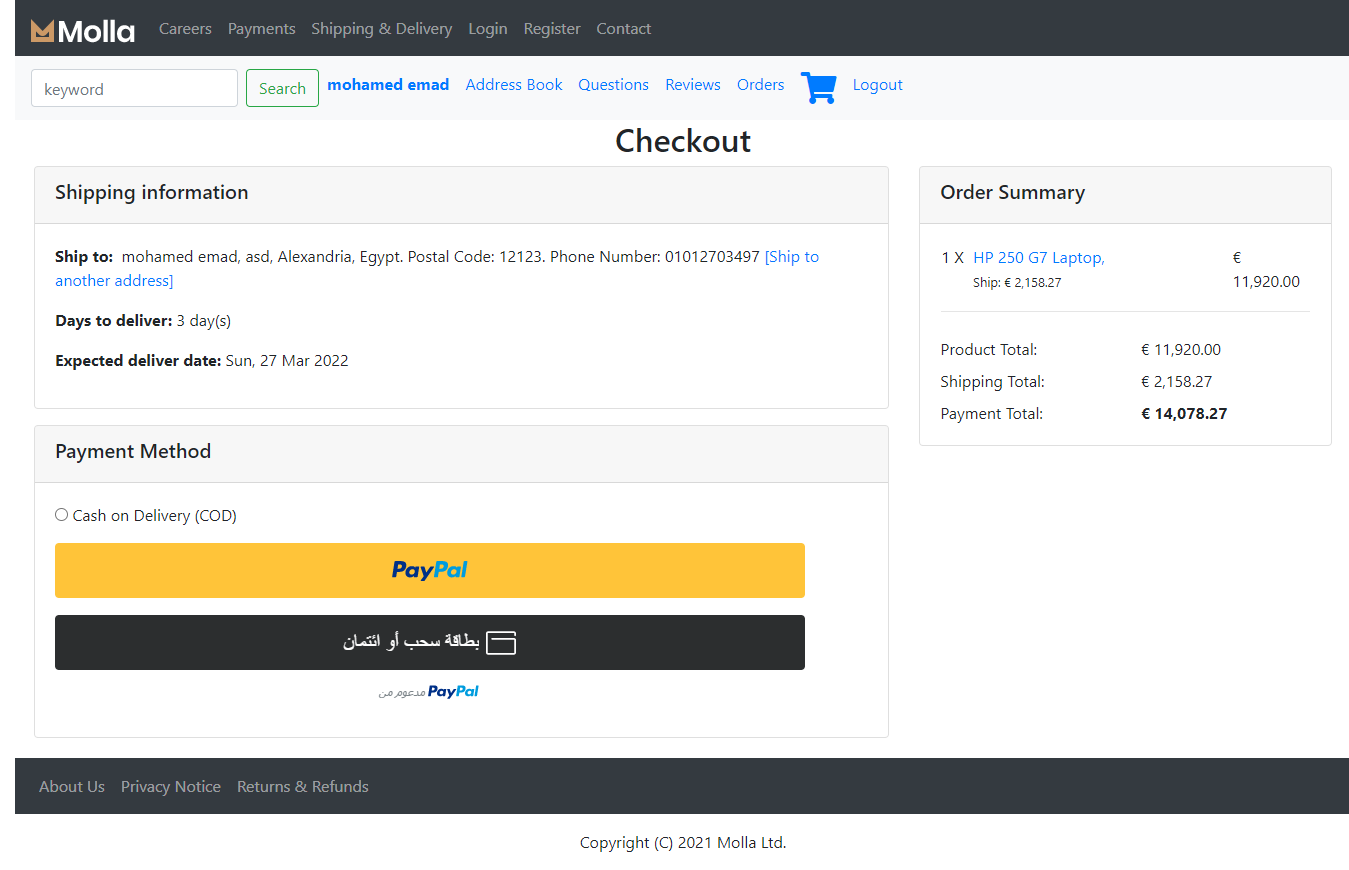 Molla Careers Payments Shipping & Delivery Login Register Contact
keyword Search mohamed emad Address Book Questions Reviews Orders Logout
Checkout
Shipping information
Ship to: mohamed emad, asd, Alexandria, Egypt. Postal Code: 12123. Phone Number: 01012703497 [Ship to
another address]
Days to deliver: 3 day(s)
Expected deliver date: Sun, 27 Mar 2022
Payment Method
Cash on Delivery (COD)
PayPal
بطاقة سحب أو ائتمان
مدعوم من PayPal
Order Summary
1 X HP 250 G7 Laptop, €
Ship: € 2,158.27 11,920.00
Product Total: € 11,920.00
Shipping Total: € 2,158.27
Payment Total: € 14,078.27
About Us Privacy Notice Returns & Refunds
Copyright (C) 2021 Molla Ltd.